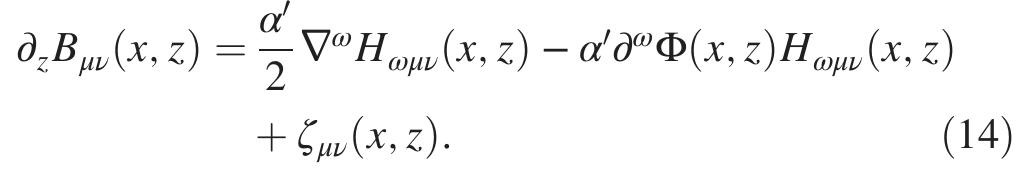 ∂_z B_{μν}(x, z) = \frac{α′}{2} ∇^ω H_{ωμν}(x, z) − α′∂^ω Φ(x, z)H_{ωμν}(x, z)
+ ζ_{μν}(x, z). (14)